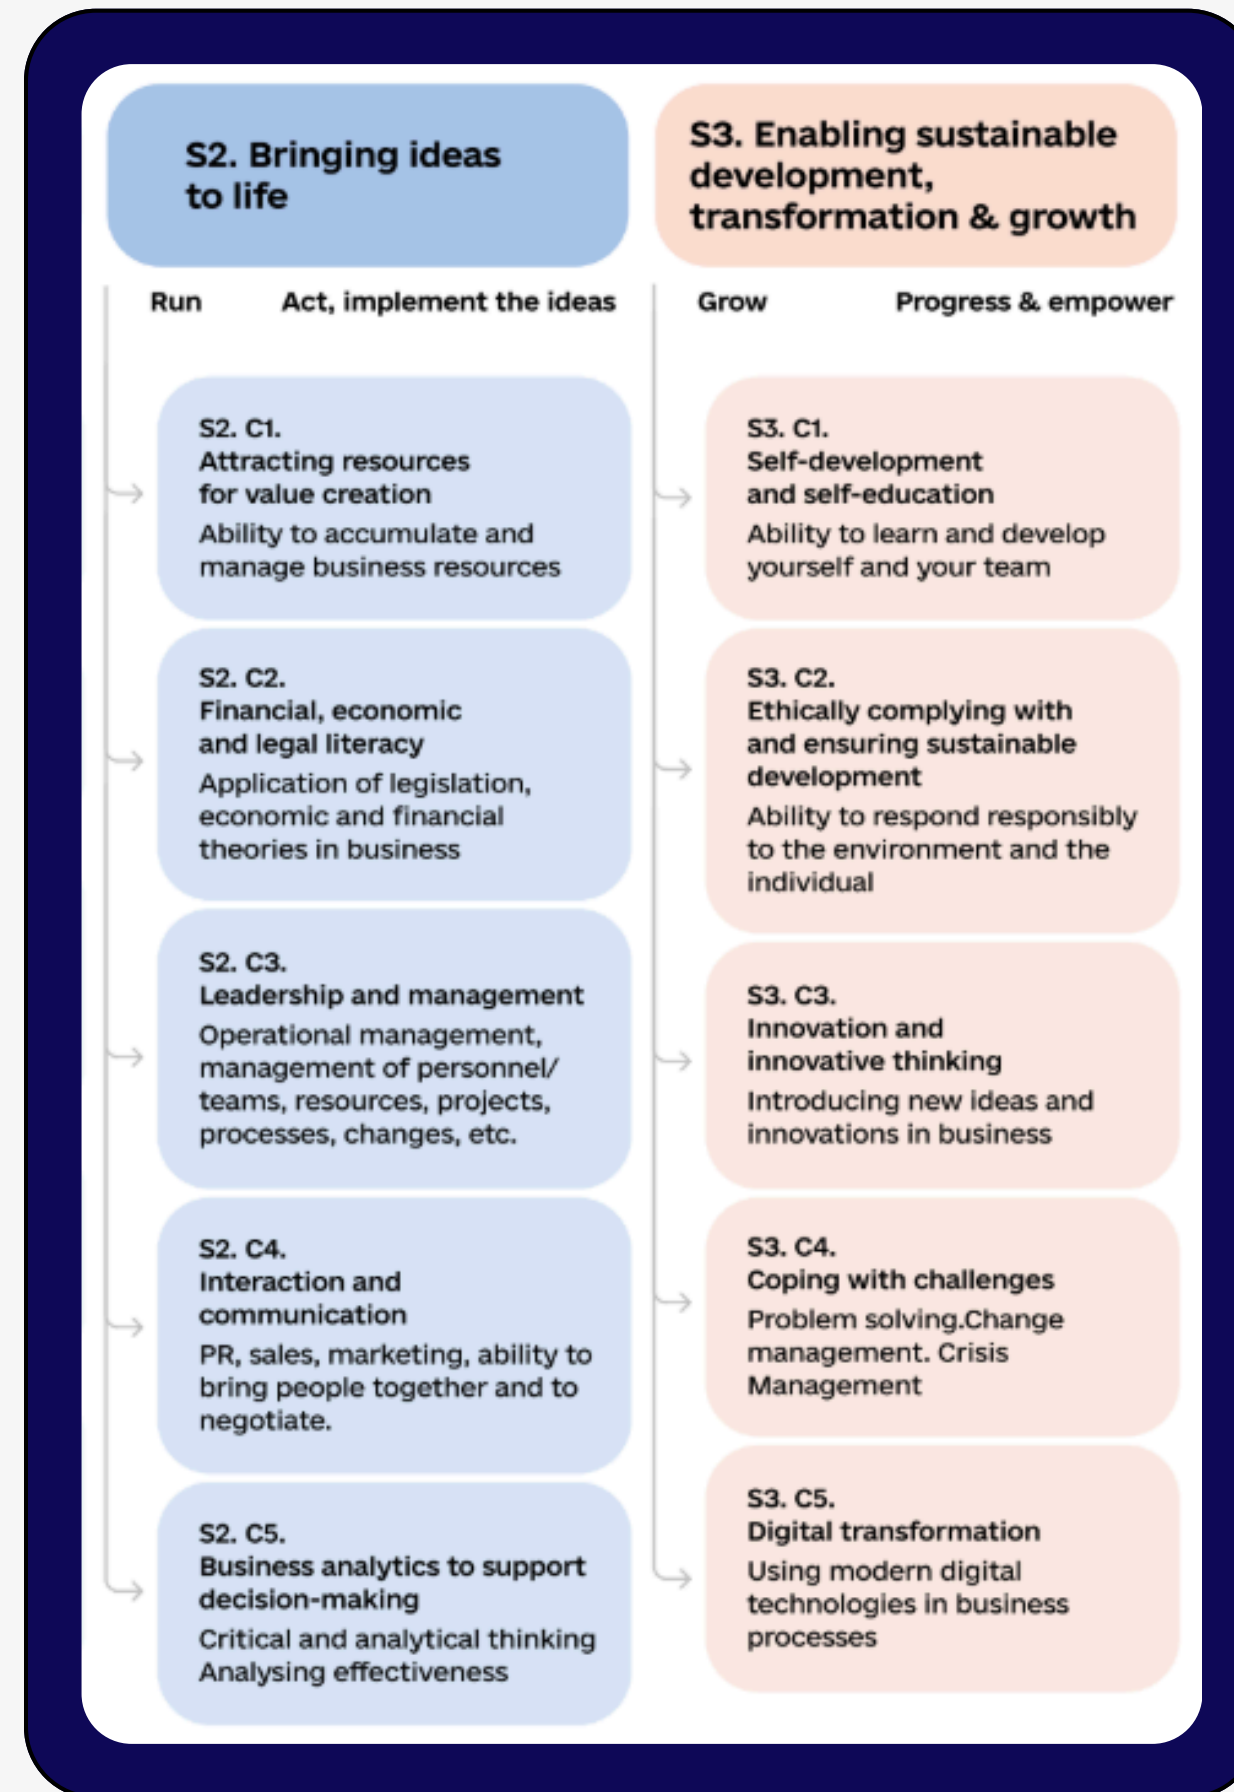 S2. Bringing ideas
to life
Run
Act, implement the ideas
S2. C1.
Attracting resources
for value creation
Ability to accumulate and
manage business resources
S2. C2.
Financial, economic
and legal literacy
Application of legislation,
economic and financial
theories in business
S2. C3.
Leadership and management
Operational management,
management of personnel/
teams, resources, projects,
processes, changes, etc.
S2. C4.
Interaction and
communication
PR, sales, marketing, ability to
bring people together and to
negotiate.
S2. C5.
Business analytics to support
decision-making
Critical and analytical thinking
Analysing effectiveness
S3. Enabling sustainable
development,
transformation & growth
Grow
Progress & empower
S3. C1.
Self-development
and self-education
Ability to learn and develop
yourself and your team
S3. C2.
Ethically complying with
and ensuring sustainable
development
Ability to respond responsibly
to the environment and the
individual
S3. C3.
Innovation and
innovative thinking
Introducing new ideas and
innovations in business
S3. C4.
Coping with challenges
Problem solving.Change
management. Crisis
Management
S3. C5.
Digital transformation
Using modern digital
technologies in business
processes